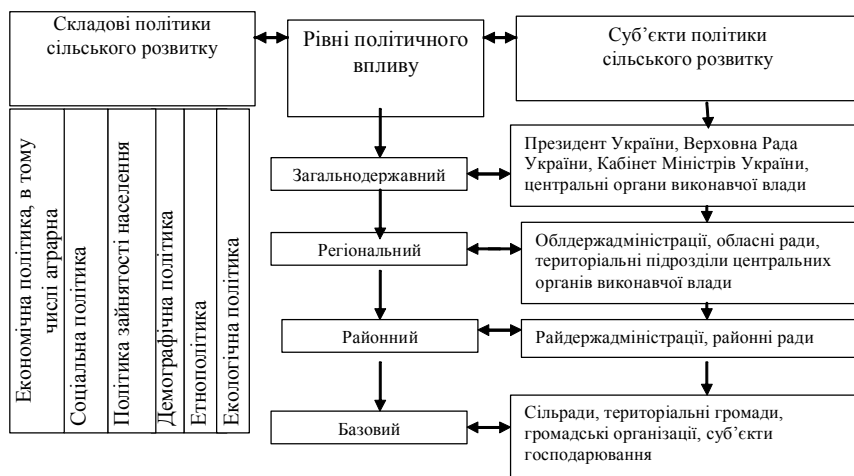 Складові політики
сільського розвитку
Рівні політичного
впливу
Суб’єкти політики
сільського розвитку
Економічна політика, в тому
числі аграрна
Соціальна політика
Політика зайнятості населення
Демографічна політика
Етнополітика
Екологічна політика
Загальнодержавний
Президент України, Верховна Рада
України, Кабінет Міністрів України,
центральні органи виконавчої влади
Регіональний
Облдержадміністрації, обласні ради,
територіальні підрозділи центральних
органів виконавчої влади
Районний
Райдержадміністрації, районні ради
Базовий
Сільради, територіальні громади,
громадські організації, суб’єкти
господарювання